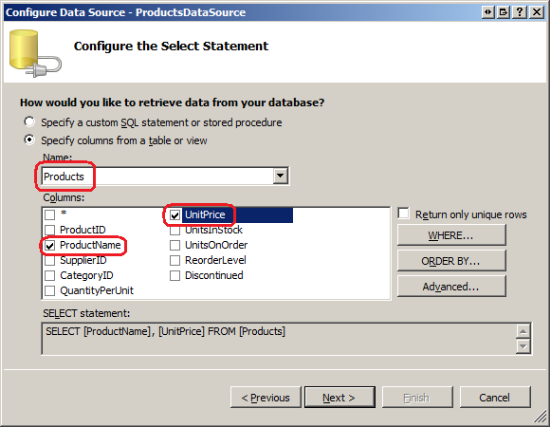 Configure Data Source - ProductsDataSource
Configure the Select Statement
How would you like to retrieve data from your database?
Specify a custom SQL statement or stored procedure
Specify columns from a table or view
Name:
Products
Columns:
*
ProductID
ProductName
SupplierID
CategoryID
QuantityPerUnit
UnitPrice
UnitsInStock
UnitsOnOrder
ReorderLevel
Discontinued
Return only unique rows
WHERE...
ORDER BY...
Advanced...
SELECT statement:
SELECT [ProductName], [UnitPrice] FROM [Products]
< Previous
Next >
Finish
Cancel